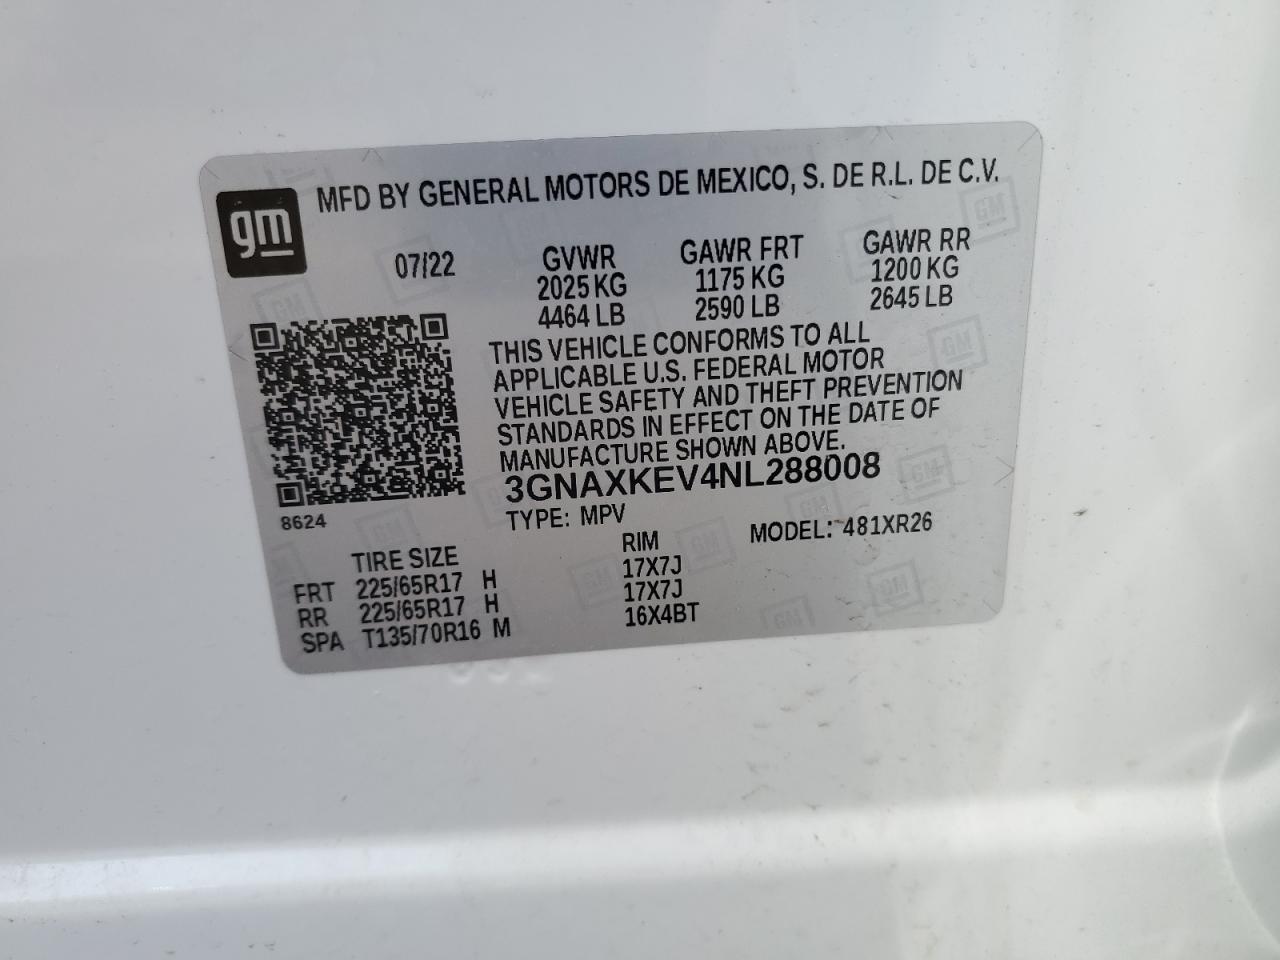 MFD BY GENERAL MOTORS DE MEXICO, S. DE R.L. DE C.V.
gm
07/22
GVWR GAWR FRT GAWR RR
2025 KG 1175 KG 1200 KG
4464 LB 2590 LB 2645 LB
THIS VEHICLE CONFORMS TO ALL
APPLICABLE U.S. FEDERAL MOTOR
VEHICLE SAFETY AND THEFT PREVENTION
STANDARDS IN EFFECT ON THE DATE OF
MANUFACTURE SHOWN ABOVE.
3GNAXKEV4NL288008
8624
TYPE: MPV MODEL: 481XR26
TIRE SIZE RIM
FRT 225/65R17 H 17X7J
RR 225/65R17 H 17X7J
SPA T135/70R16 M 16X4BT